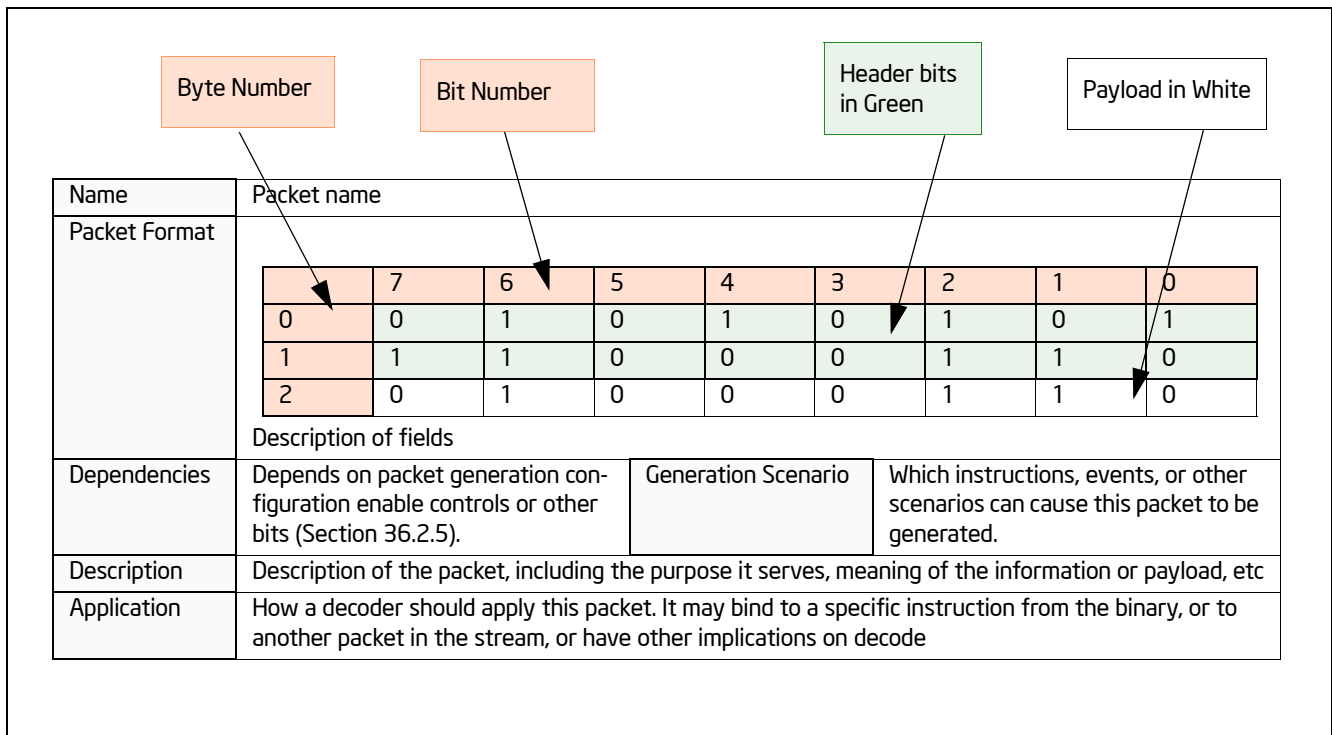 Byte Number
Bit Number
Header bits
in Green
Payload in White
Name Packet name
Packet Format
7 6 5 4 3 2 1 0
0 0 1 0 1 0 1 0 1
1 1 1 0 0 0 1 1 0
2 0 1 0 0 0 1 1 0
Description of fields
Dependencies
Depends on packet generation con-
figuration enable controls or other
bits (Section 36.2.5).
Generation Scenario
Which instructions, events, or other
scenarios can cause this packet to be
generated.
Description Description of the packet, including the purpose it serves, meaning of the information or payload, etc
Application How a decoder should apply this packet. It may bind to a specific instruction from the binary, or to
another packet in the stream, or have other implications on decode